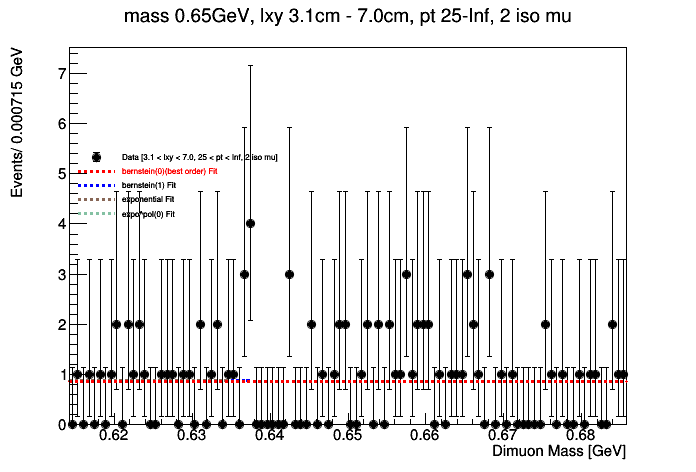 mass 0.65GeV, lxy 3.1cm - 7.0cm, pt 25-Inf, 2 iso mu
Events/ 0.000715 GeV
7
6
5
4
3
2
1
0
Data [3.1 < lxy < 7.0, 25 < pt < Inf, 2 iso mu]
bernstein(0)(best order) Fit
bernstein(1) Fit
exponential Fit
expo*pol(0) Fit
0.62 0.63 0.64 0.65 0.66 0.67 0.68
Dimuon Mass [GeV]